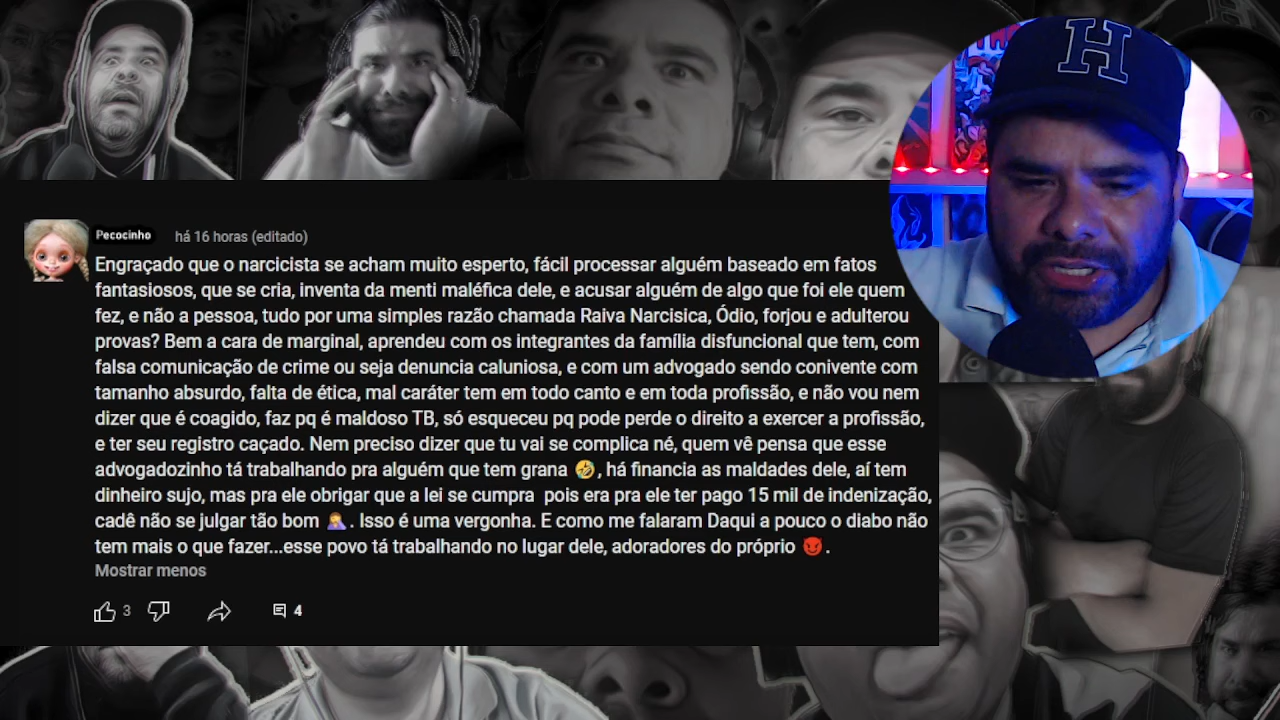 H
Pecocinho há 16 horas (editado)
Engraçado que o narcicista se acham muito esperto, fácil processar alguém baseado em fatos
fantasiosos, que se cria, inventa da menti maléfica dele, e acusar alguém de algo que foi ele quem
fez, e não a pessoa, tudo por uma simples razão chamada Raiva Narcisica, Ódio, forjou e adulterou
provas? Bem a cara de marginal, aprendeu com os integrantes da família disfuncional que tem, com
falsa comunicação de crime ou seja denuncia caluniosa, e com um advogado sendo conivente com
tamanho absurdo, falta de ética, mal caráter tem em todo canto e em toda profissão, e não vou nem
dizer que é coagido, faz pq é maldoso TB, só esqueceu pq pode perde o direito a exercer a profissão,
e ter seu registro caçado. Nem preciso dizer que tu vai se complica né, quem vê pensa que esse
advogadozinho tá trabalhando pra alguém que tem grana 🤣, há financia as maldades dele, aí tem
dinheiro sujo, mas pra ele obrigar que a lei se cumpra pois era pra ele ter pago 15 mil de indenização,
cadê não se julgar tão bom 🤦. Isso é uma vergonha. E como me falaram Daqui a pouco o diabo não
tem mais o que fazer...esse povo tá trabalhando no lugar dele, adoradores do próprio 😈.
Mostrar menos
3 4